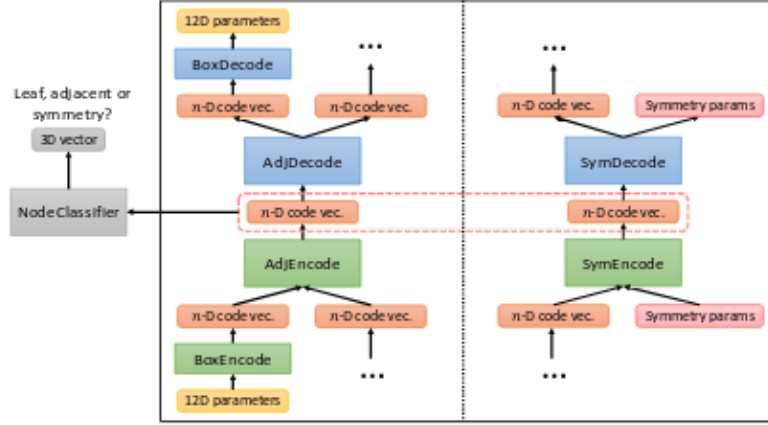 12D parameters
BoxDecode
n-D code vec.
n-D code vec.
n-D code vec.
Symmetry params
Leaf, adjacent or
symmetry?
3D vector
AdjDecode
SymDecode
NodeClassifier
n-D code vec.
n-D code vec.
AdjEncode
SymEncode
n-D code vec.
n-D code vec.
n-D code vec.
Symmetry params
BoxEncode
12D parameters
...
...
...
...